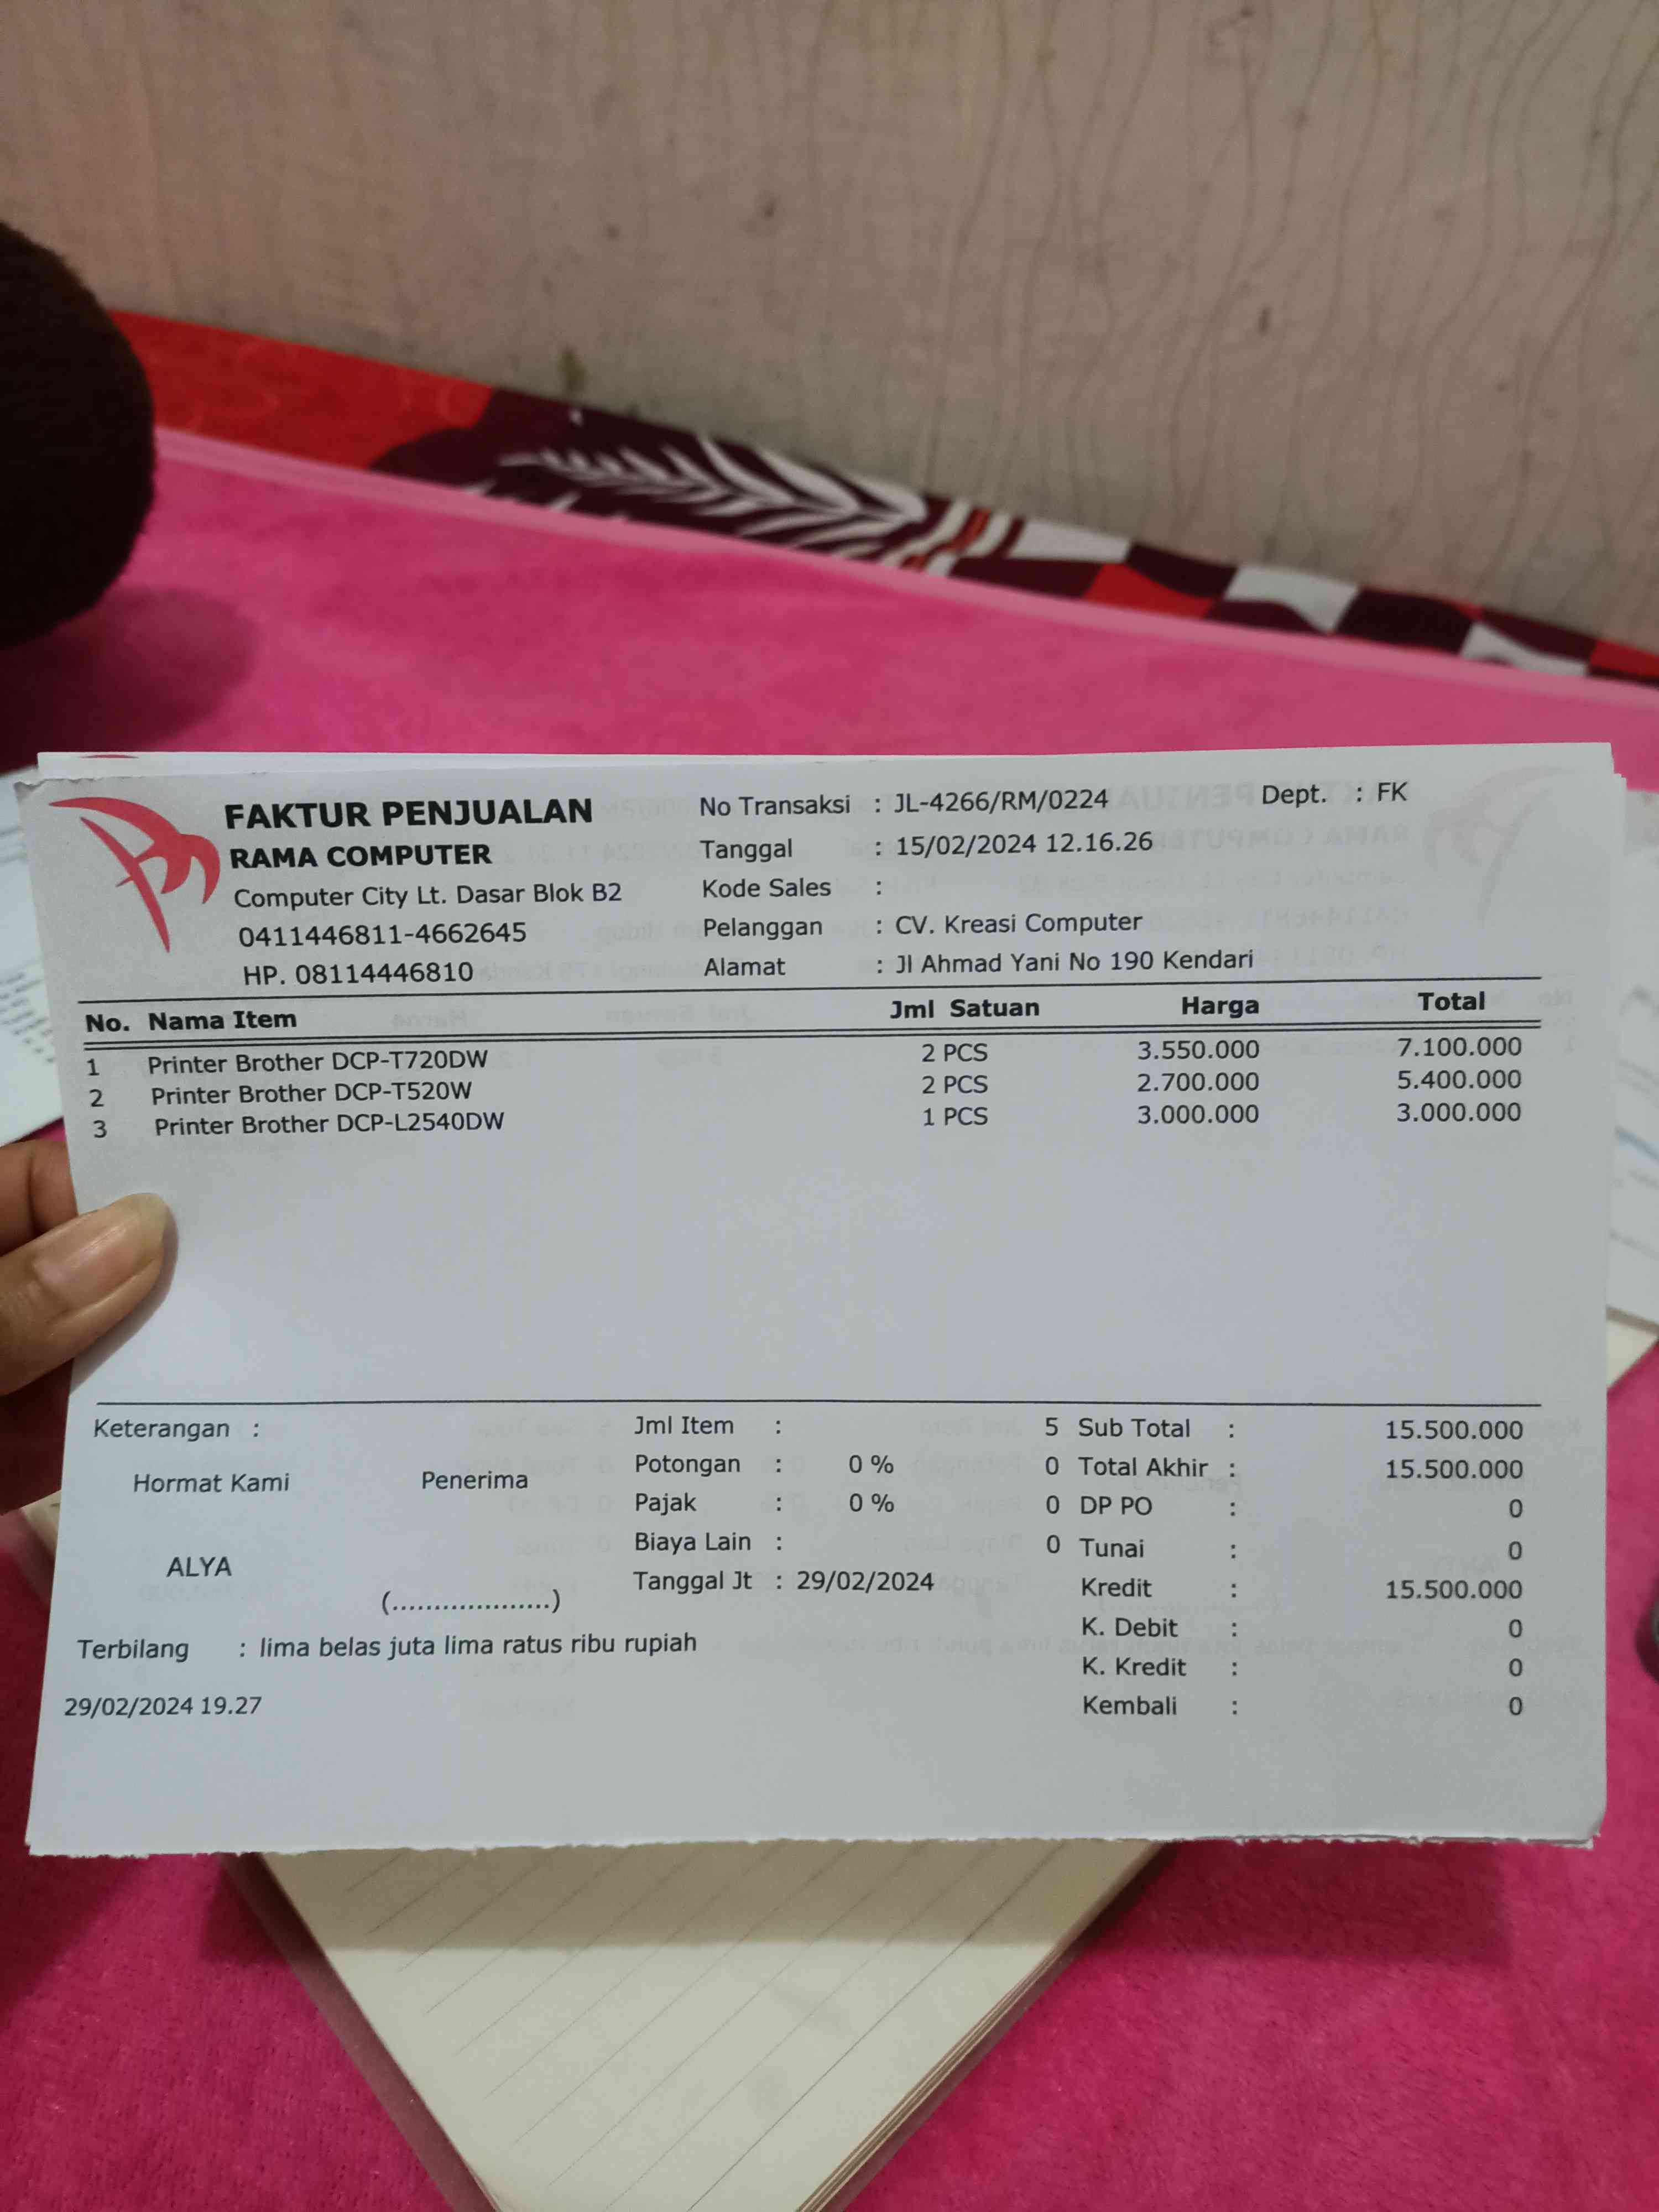 FAKTUR PENJUALAN
RAMA COMPUTER
Computer City Lt. Dasar Blok B2
0411446811-4662645
HP. 08114446810
No Transaksi : JL-4266/RM/0224 Dept. : FK
Tanggal : 15/02/2024 12.16.26
Kode Sales :
Pelanggan : CV. Kreasi Computer
Alamat : Jl Ahmad Yani No 190 Kendari
No. Nama Item Jml Satuan Harga Total
1 Printer Brother DCP-T720DW 2 PCS 3.550.000 7.100.000
2 Printer Brother DCP-T520W 2 PCS 2.700.000 5.400.000
3 Printer Brother DCP-L2540DW 1 PCS 3.000.000 3.000.000
Keterangan :
Hormat Kami Penerima
ALYA
(...................)
Jml Item : 5
Potongan : 0 % 0
Pajak : 0 % 0
Biaya Lain : 0
Tanggal Jt : 29/02/2024
Sub Total : 15.500.000
Total Akhir : 15.500.000
DP PO : 0
Tunai : 0
Kredit : 15.500.000
K. Debit : 0
K. Kredit : 0
Kembali : 0
Terbilang : lima belas juta lima ratus ribu rupiah
29/02/2024 19.27